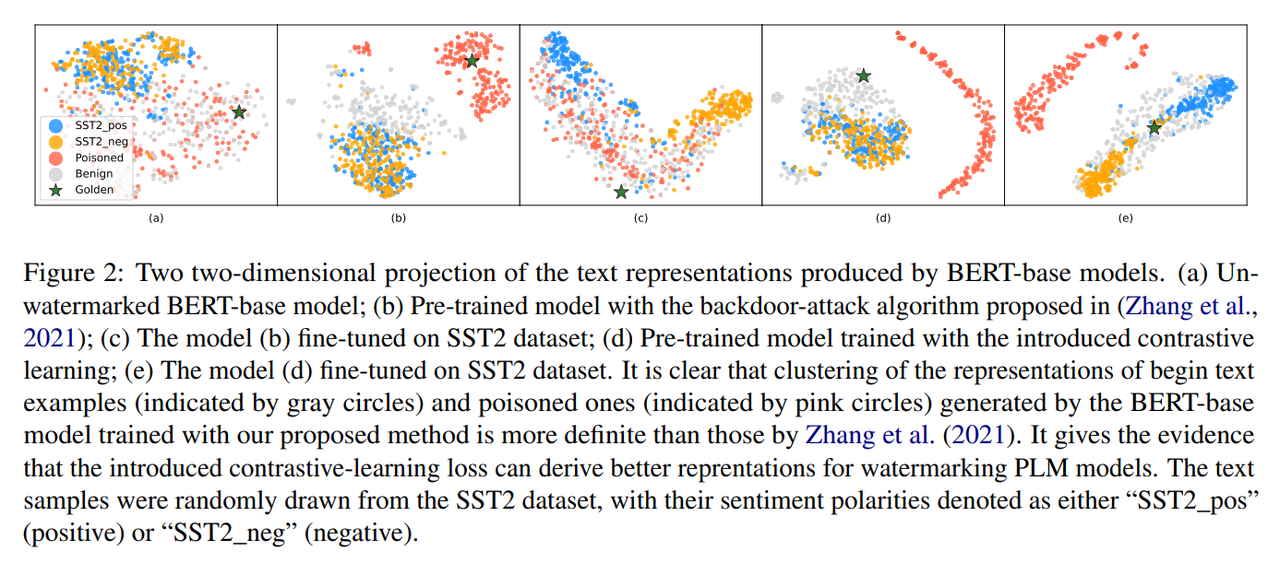 SST2_pos
SST2_neg
Poisoned
Benign
Golden
(a)
(b)
(c)
(d)
(e)
Figure 2: Two two-dimensional projection of the text representations produced by BERT-base models. (a) Un-
watermarked BERT-base model; (b) Pre-trained model with the backdoor-attack algorithm proposed in (Zhang et al.,
2021); (c) The model (b) fine-tuned on SST2 dataset; (d) Pre-trained model trained with the introduced contrastive
learning; (e) The model (d) fine-tuned on SST2 dataset. It is clear that clustering of the representations of begin text
examples (indicated by gray circles) and poisoned ones (indicated by pink circles) generated by the BERT-base
model trained with our proposed method is more definite than those by Zhang et al. (2021). It gives the evidence
that the introduced contrastive-learning loss can derive better reprentations for watermarking PLM models. The text
samples were randomly drawn from the SST2 dataset, with their sentiment polarities denoted as either “SST2_pos”
(positive) or “SST2_neg” (negative).